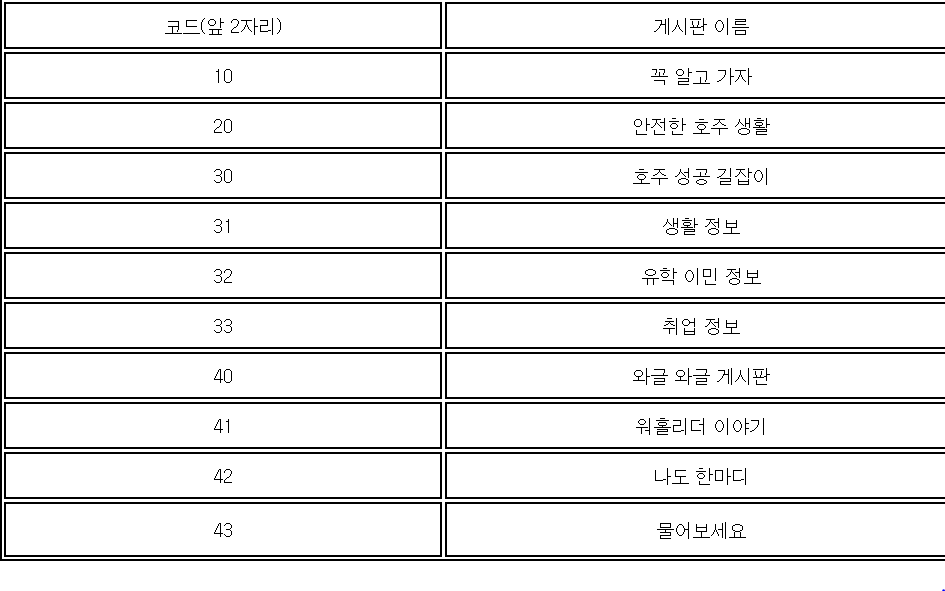 코드(앞 2자리) 게시판 이름
10 꼭 알고 가자
20 안전한 호주 생활
30 호주 성공 길잡이
31 생활 정보
32 유학 이민 정보
33 취업 정보
40 와글 와글 게시판
41 워홀리더 이야기
42 나도 한마디
43 물어보세요